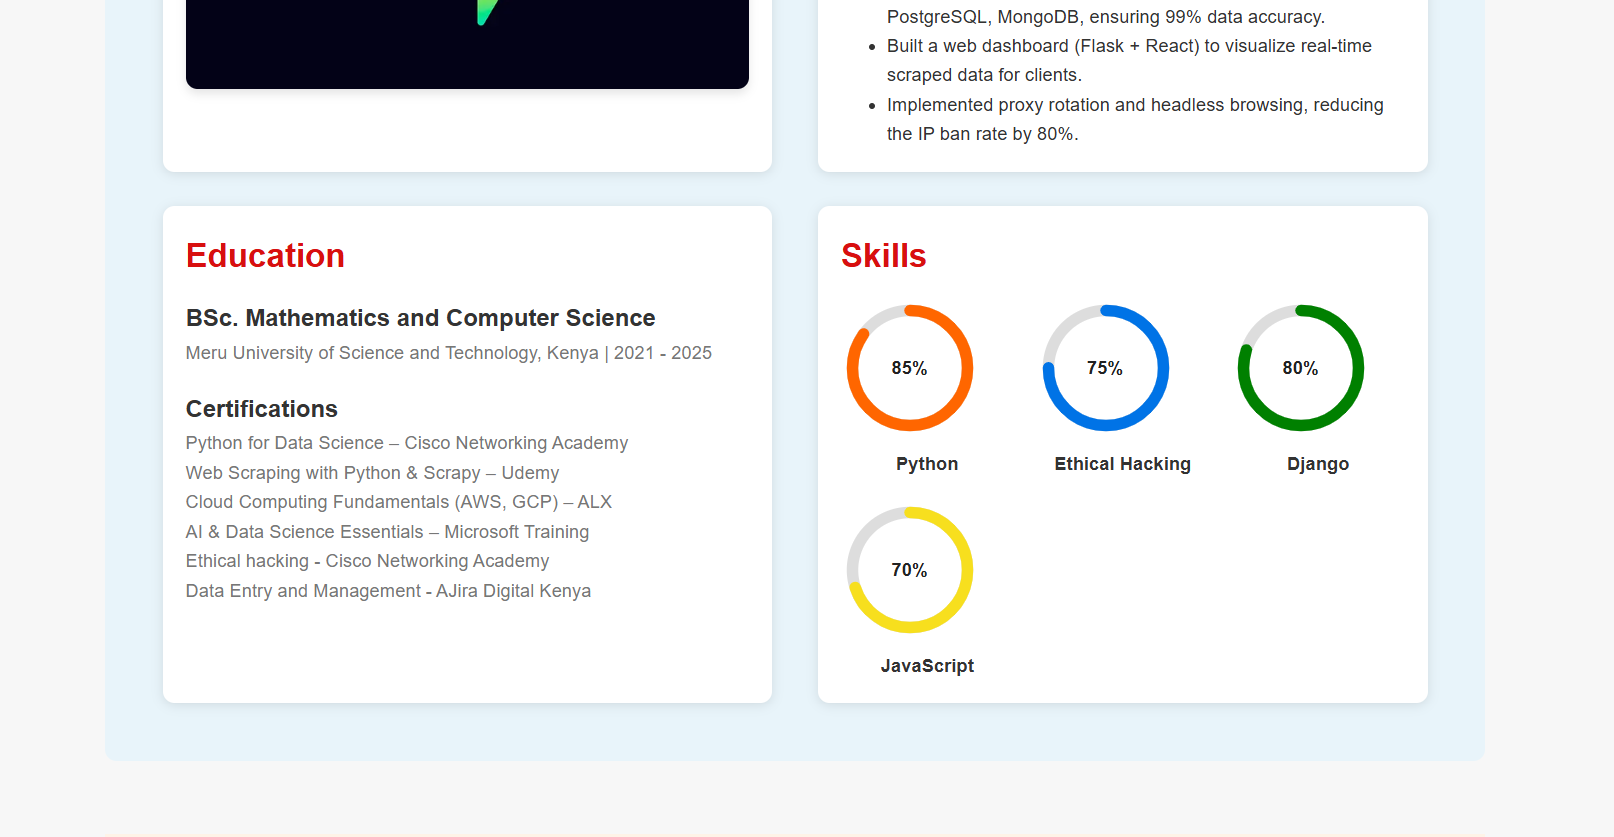 PostgreSQL, MongoDB, ensuring 99% data accuracy.
Built a web dashboard (Flask + React) to visualize real-time
scraped data for clients.
Implemented proxy rotation and headless browsing, reducing
the IP ban rate by 80%.
Education
BSc. Mathematics and Computer Science
Meru University of Science and Technology, Kenya | 2021 - 2025
Certifications
Python for Data Science – Cisco Networking Academy
Web Scraping with Python & Scrapy – Udemy
Cloud Computing Fundamentals (AWS, GCP) – ALX
AI & Data Science Essentials – Microsoft Training
Ethical hacking - Cisco Networking Academy
Data Entry and Management - AJira Digital Kenya
Skills
85%
Python
75%
Ethical Hacking
80%
Django
70%
JavaScript